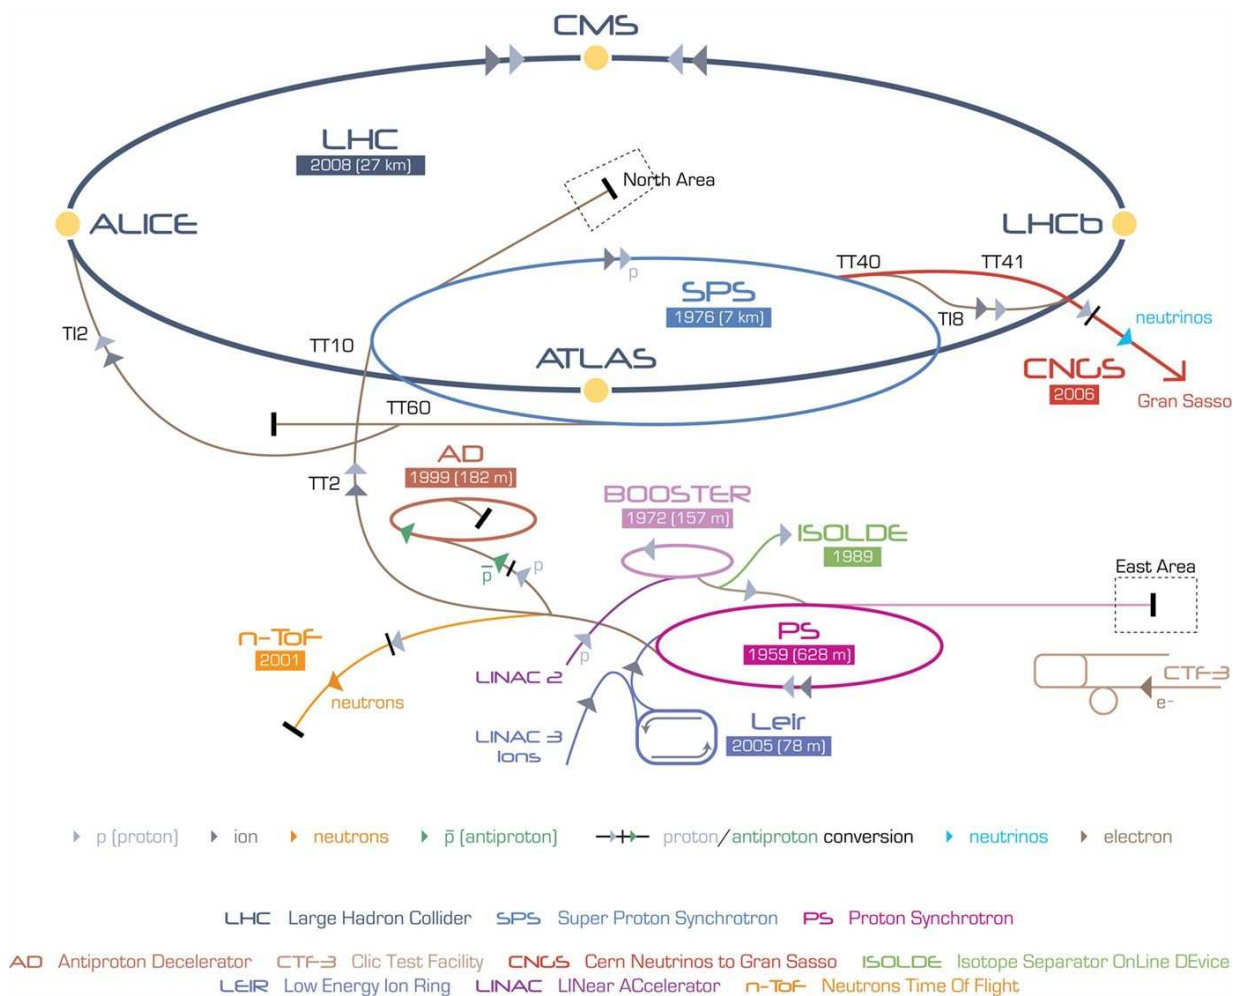 CMS
LHC
2008 (27 km)
North Area
ALICE
LHCb
TT40
TT41
p
SPS
1976 (7 km)
TI8
TI2
TT10
neutrinos
ATLAS
CNGS
2006
Gran Sasso
TT60
AD
1999 (182 m)
TT2
BOOSTER
1972 (157 m)
ISOLDE
1989
p̅
p
East Area
n-ToF
2001
PS
1959 (628 m)
p
LINAC 2
neutrons
CTF-3
e-
LINAC 3
Ions
Leir
2005 (78 m)
p (proton) ion neutrons p̅ (antiproton) proton/antiproton conversion neutrinos electron
LHC Large Hadron Collider SPS Super Proton Synchrotron PS Proton Synchrotron
AD Antiproton Decelerator CTF-3 Clic Test Facility CNGS Cern Neutrinos to Gran Sasso ISOLDE Isotope Separator OnLine DEvice
LEIR Low Energy Ion Ring LINAC LINear ACcelerator n-ToF Neutrons Time Of Flight